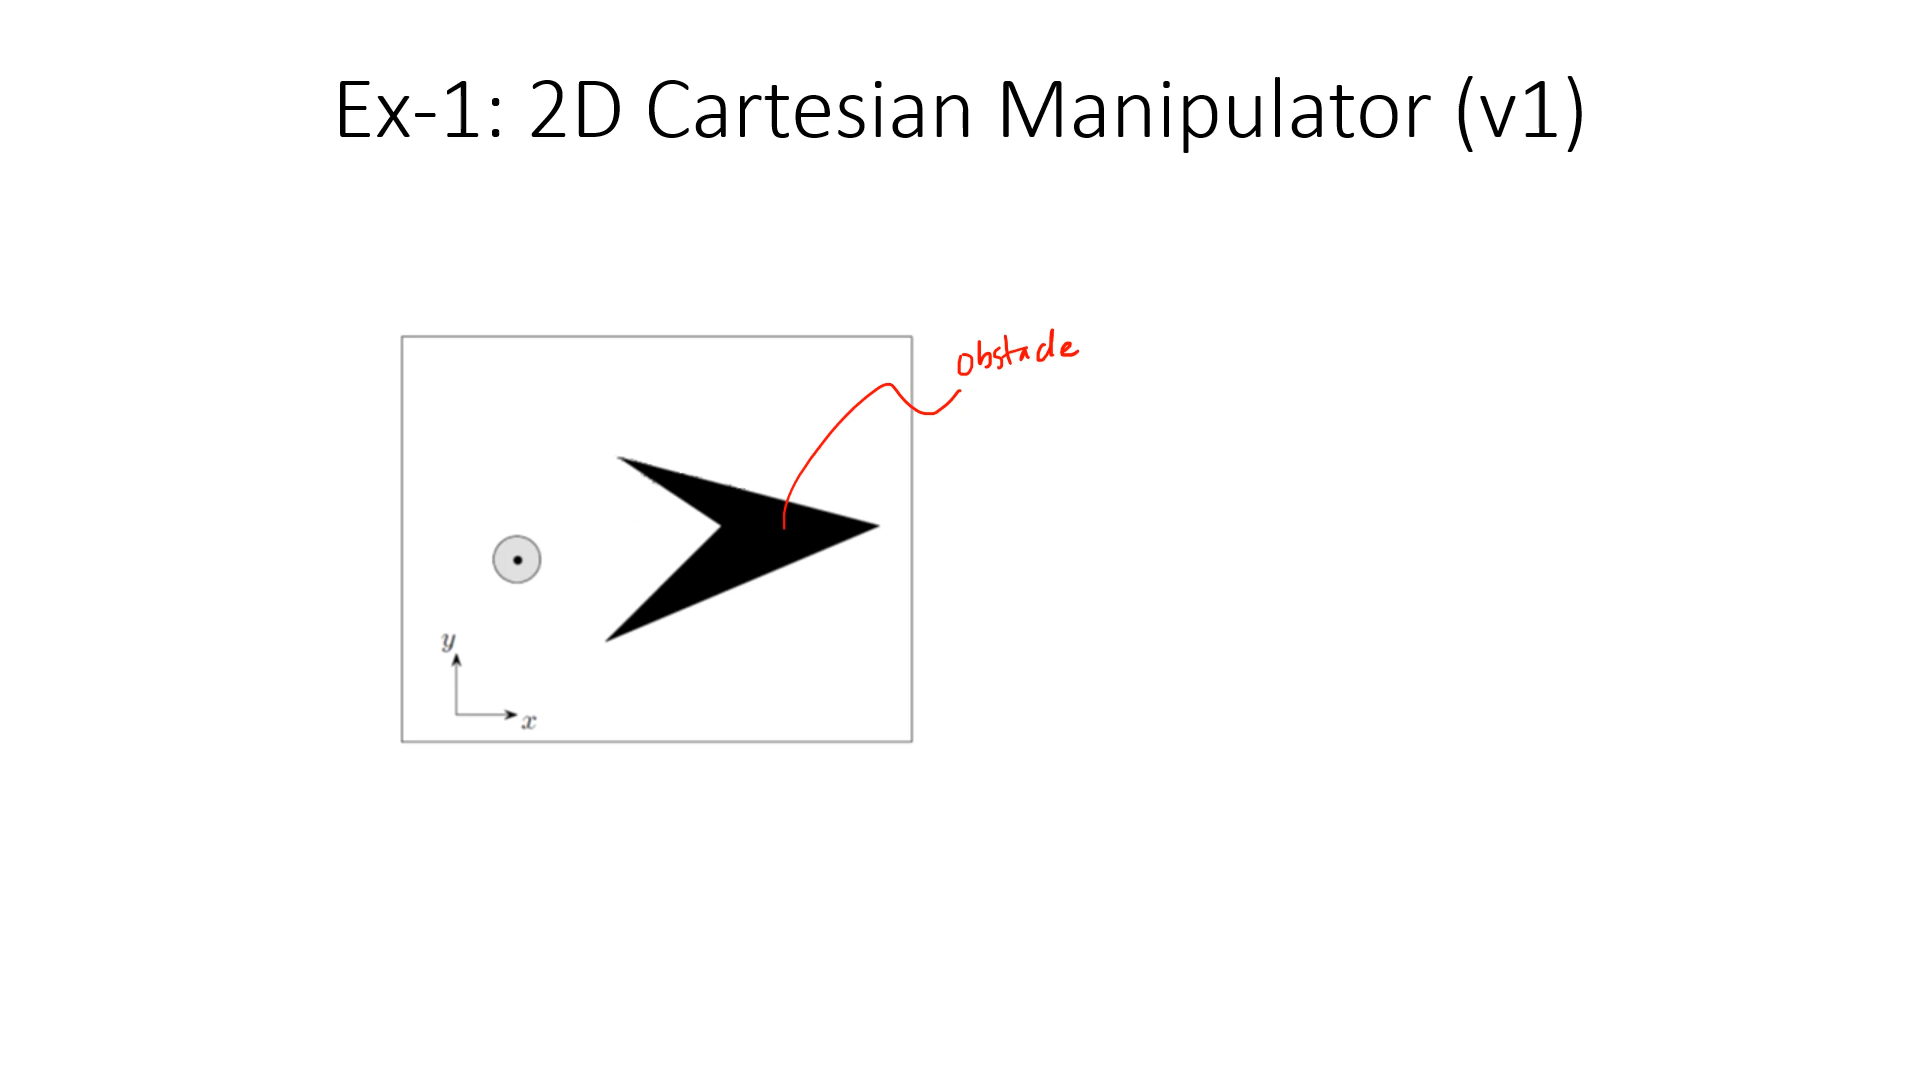 Ex-1: 2D Cartesian Manipulator (v1)
obstacle
y
x